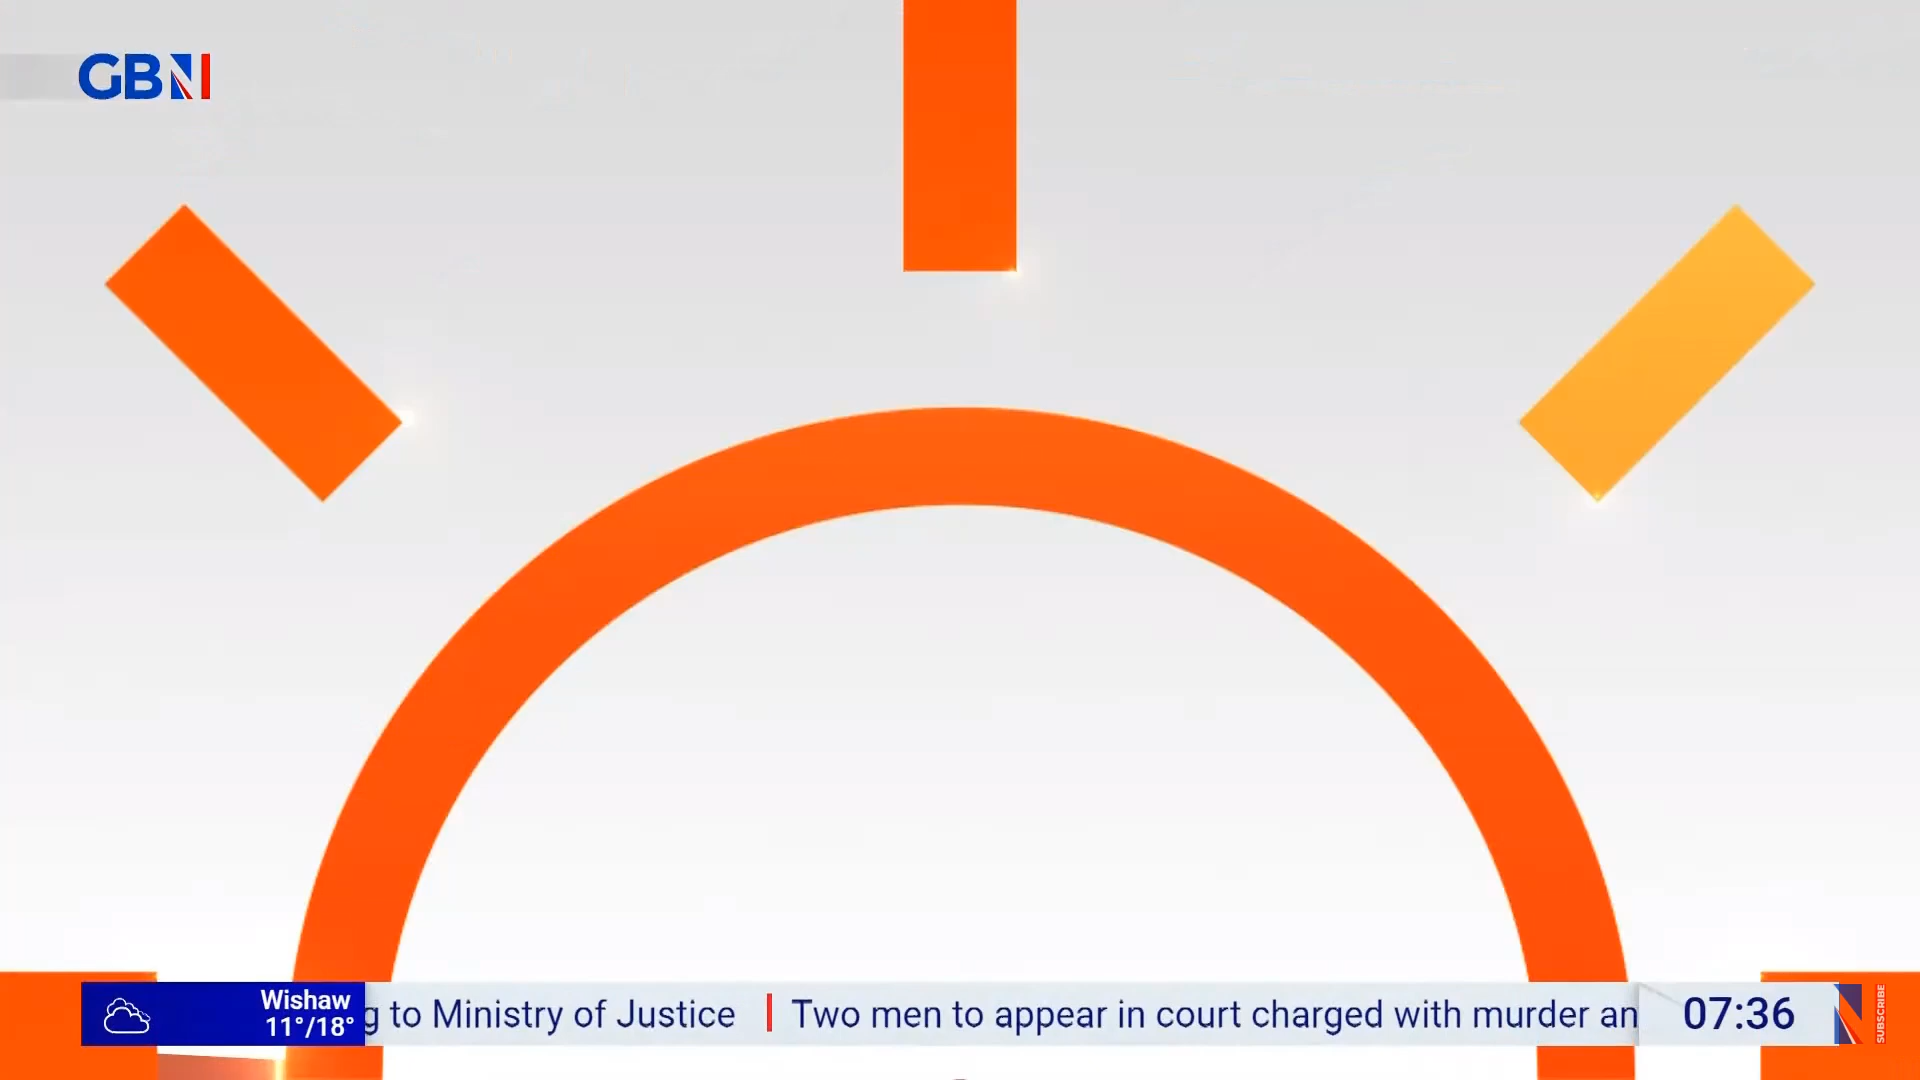 GBN
Wishaw
11°/18°
g to Ministry of Justice
Two men to appear in court charged with murder an
07:36
SUBSCRIBE